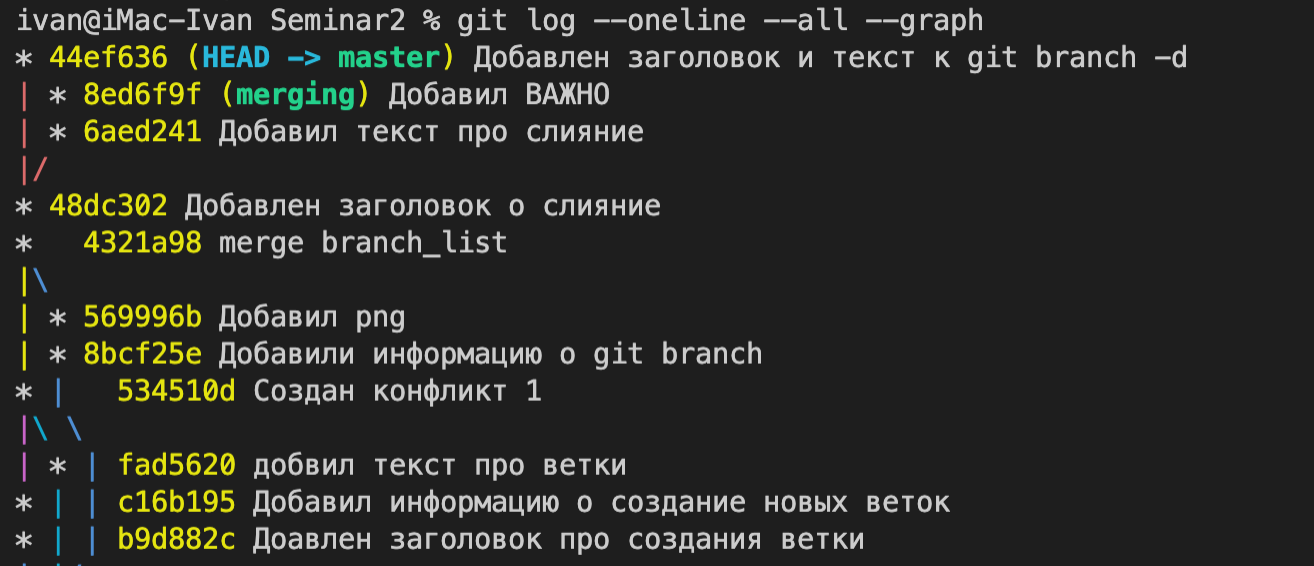 ivan@iMac-Ivan Seminar2 % git log --oneline --all --graph
* 44ef636 (HEAD -> master) Добавлен заголовок и текст к git branch -d
| * 8ed6f9f (merging) Добавил ВАЖНО
| * 6aed241 Добавил текст про слияние
|/
* 48dc302 Добавлен заголовок о слияние
*   4321a98 merge branch_list
|\
| * 569996b Добавил png
| * 8bcf25e Добавили информацию о git branch
* |   534510d Создан конфликт 1
|\ \
| * | fad5620 добвил текст про ветки
* | | c16b195 Добавил информацию о создание новых веток
* | | b9d882c Доавлен заголовок про создания ветки